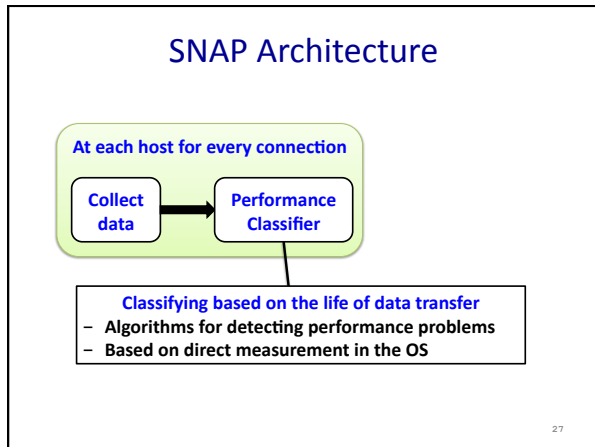 SNAP Architecture
At each host for every connection
Collect
data
Performance
Classifier
Classifying based on the life of data transfer
– Algorithms for detecting performance problems
– Based on direct measurement in the OS
27